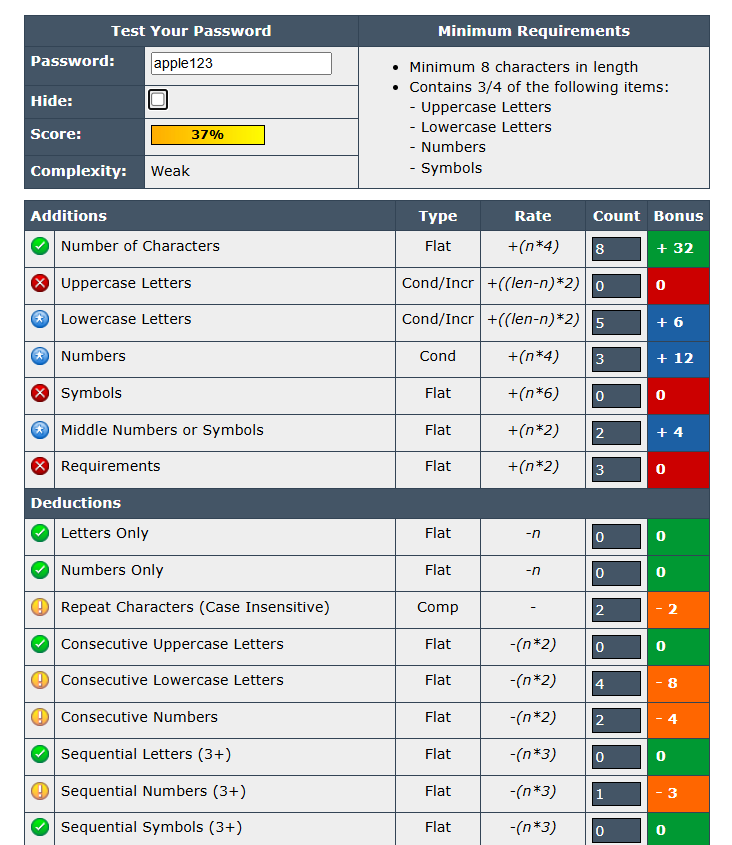 Test Your Password Minimum Requirements
Password: apple123
• Minimum 8 characters in length
• Contains 3/4 of the following items:
- Uppercase Letters
- Lowercase Letters
- Numbers
- Symbols
Hide:
Score: 37%
Complexity: Weak
Additions Type Rate Count Bonus
Number of Characters Flat +(n*4) 8 + 32
Uppercase Letters Cond/Incr +((len-n)*2) 0 0
Lowercase Letters Cond/Incr +((len-n)*2) 5 + 6
Numbers Cond +(n*4) 3 + 12
Symbols Flat +(n*6) 0 0
Middle Numbers or Symbols Flat +(n*2) 2 + 4
Requirements Flat +(n*2) 3 0
Deductions
Letters Only Flat -n 0 0
Numbers Only Flat -n 0 0
Repeat Characters (Case Insensitive) Comp - 2 - 2
Consecutive Uppercase Letters Flat -(n*2) 0 0
Consecutive Lowercase Letters Flat -(n*2) 4 - 8
Consecutive Numbers Flat -(n*2) 2 - 4
Sequential Letters (3+) Flat -(n*3) 0 0
Sequential Numbers (3+) Flat -(n*3) 1 - 3
Sequential Symbols (3+) Flat -(n*3) 0 0